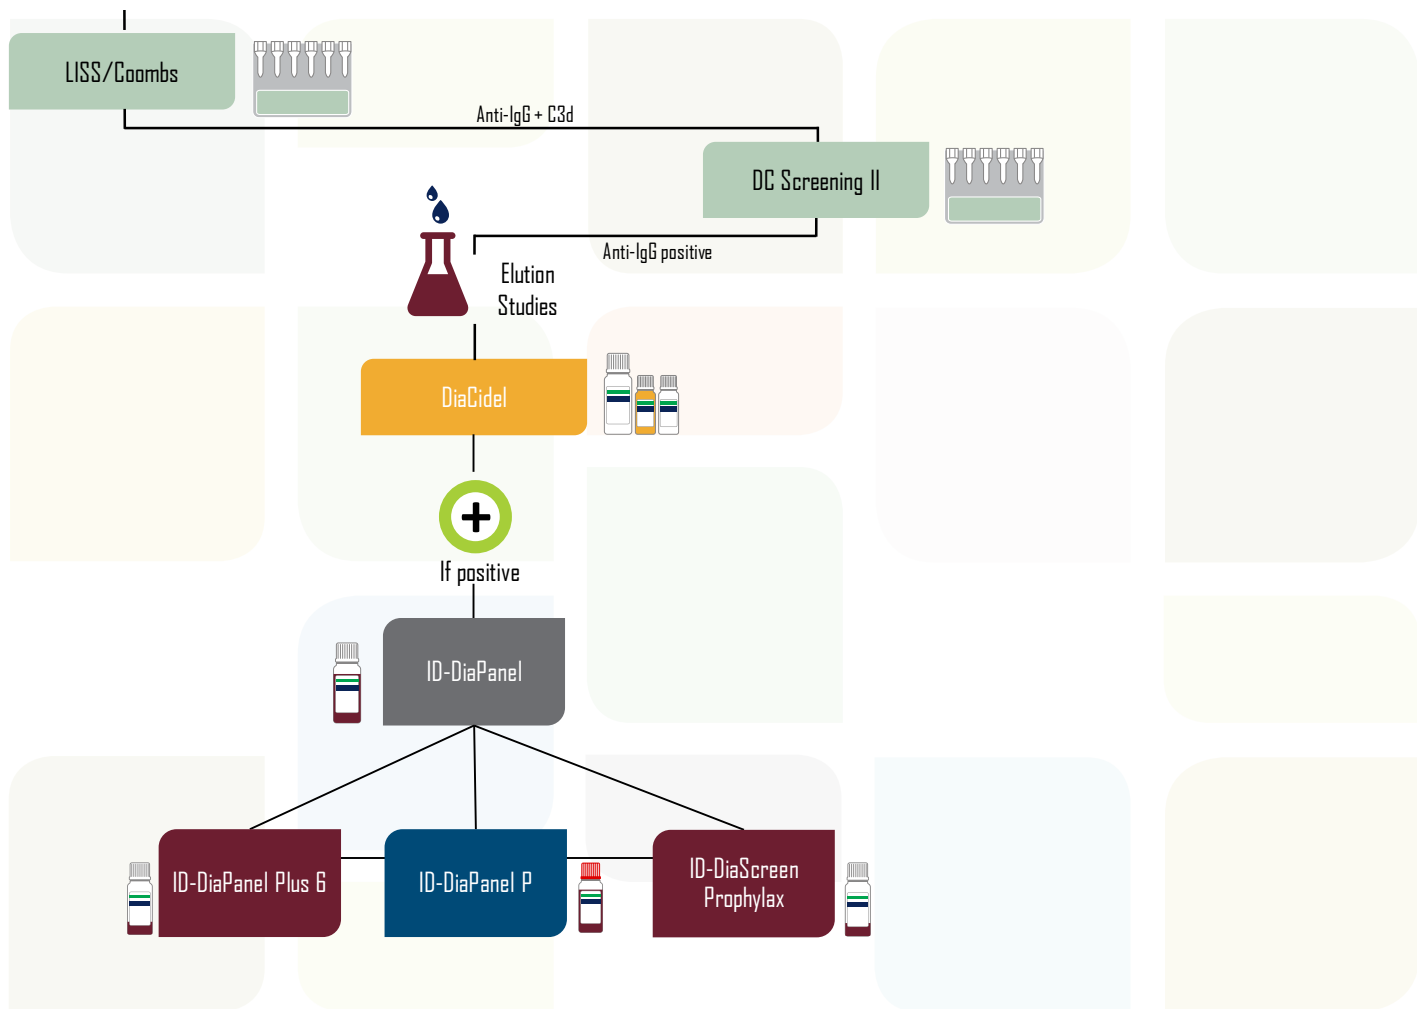 LISS/Coombs
Anti-IgG + C3d
DC Screening II
Anti-IgG positive
Elution
Studies
DiaCidel
If positive
ID-DiaPanel
ID-DiaPanel Plus 6
ID-DiaPanel P
ID-DiaScreen
Prophylax